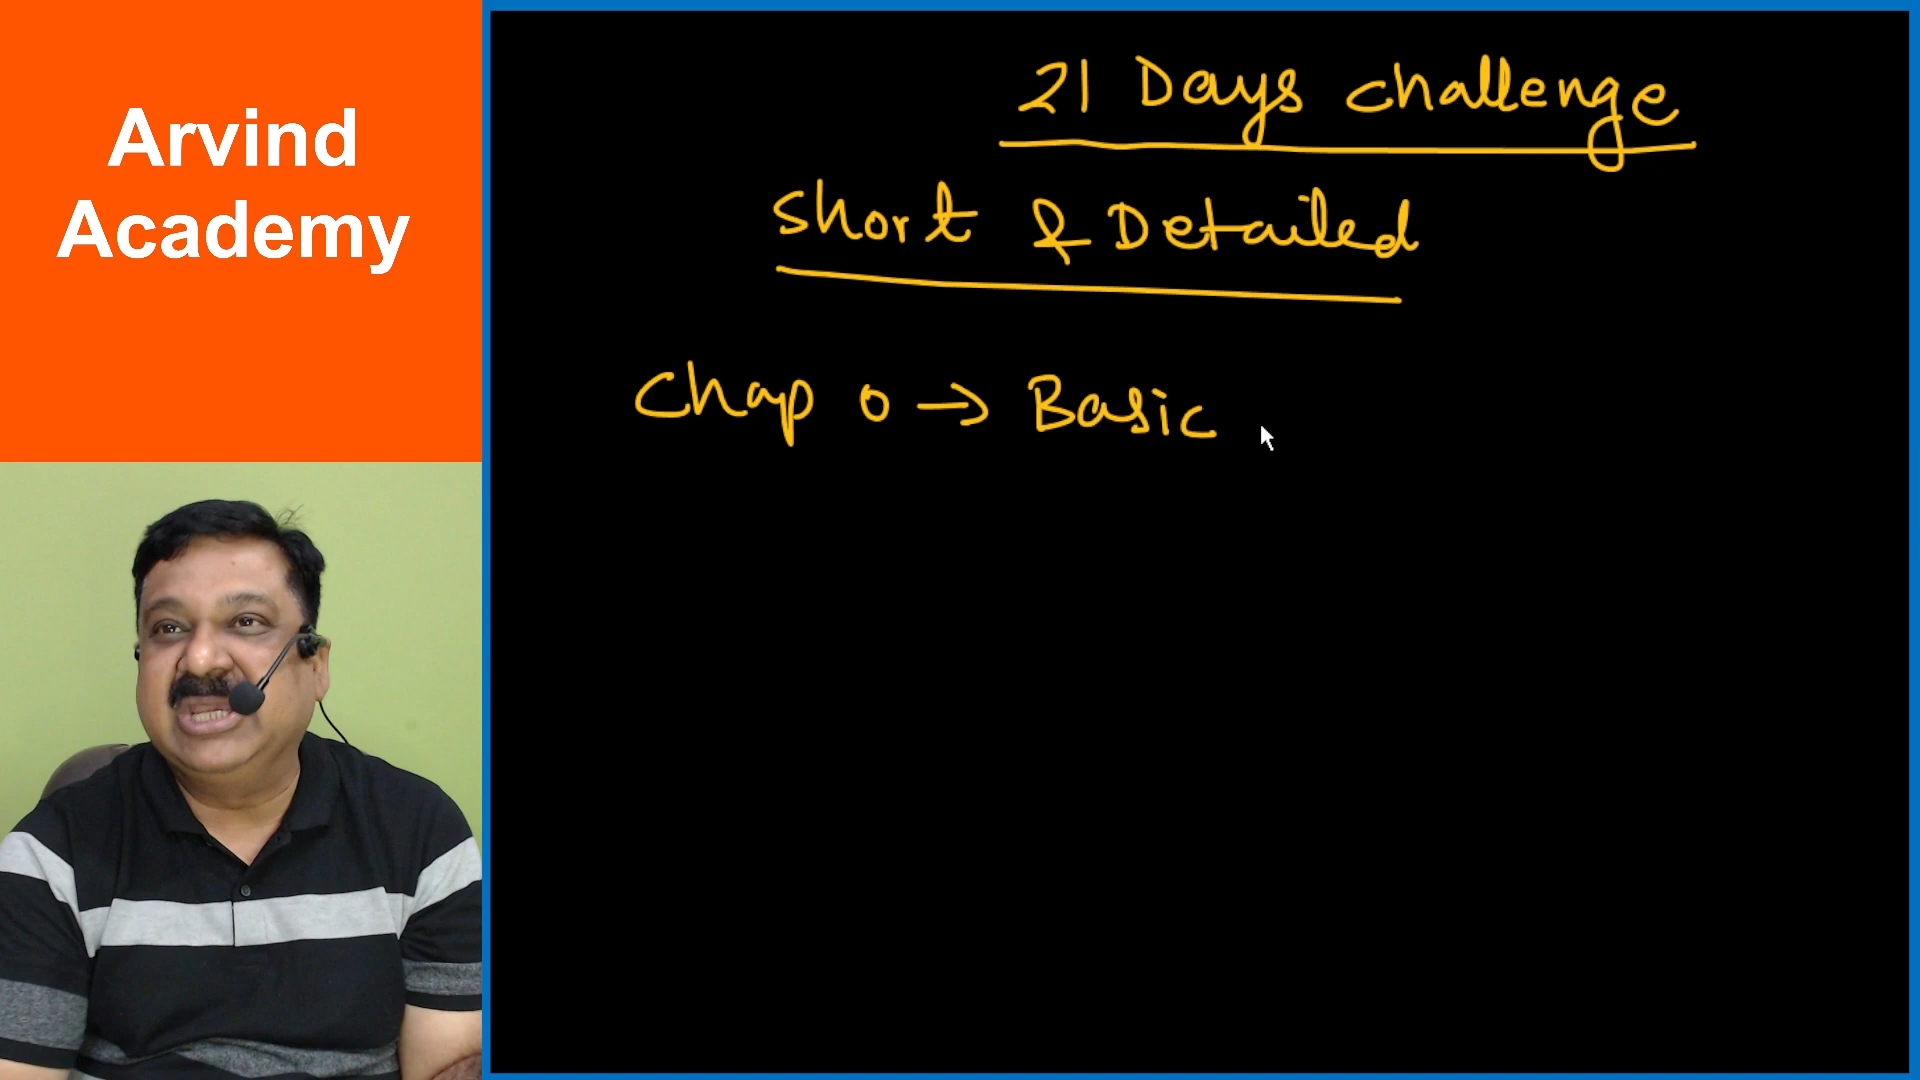 Arvind
Academy
21 Days challenge
Short & Detailed
Chap 0 → Basic